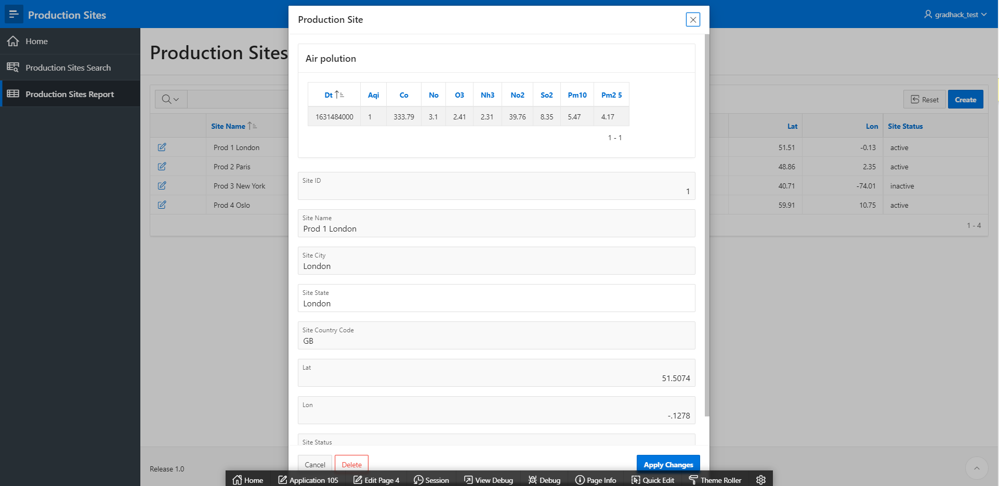 Production Sites
gradhack_test
Home
Production Sites Search
Production Sites Report
Production Sites
Reset
Create
Site Name
Lat
Lon
Site Status
Prod 1 London
51.51
-0.13
active
Prod 2 Paris
48.86
2.35
active
Prod 3 New York
40.71
-74.01
inactive
Prod 4 Oslo
59.91
10.75
active
1 - 4
Production Site
Air polution
Dt Aqi Co No O3 Nh3 No2 So2 Pm10 Pm2 5
1631484000 1 333.79 3.1 2.41 2.31 39.76 8.35 5.47 4.17
1 - 1
Site ID
1
Site Name
Prod 1 London
Site City
London
Site State
London
Site Country Code
GB
Lat
51.5074
Lon
-.1278
Site Status
Cancel
Delete
Apply Changes
Release 1.0
Home Application 105 Edit Page 4 Session View Debug Debug Page Info Quick Edit Theme Roller